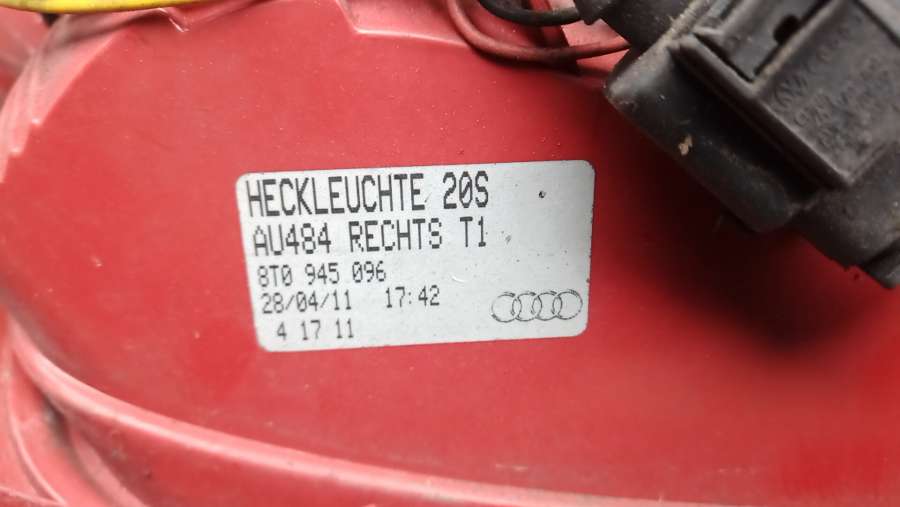 HECKLEUCHTE 20S
AU484 RECHTS T1
8T0 945 096
28/04/11 17:42
4 17 11